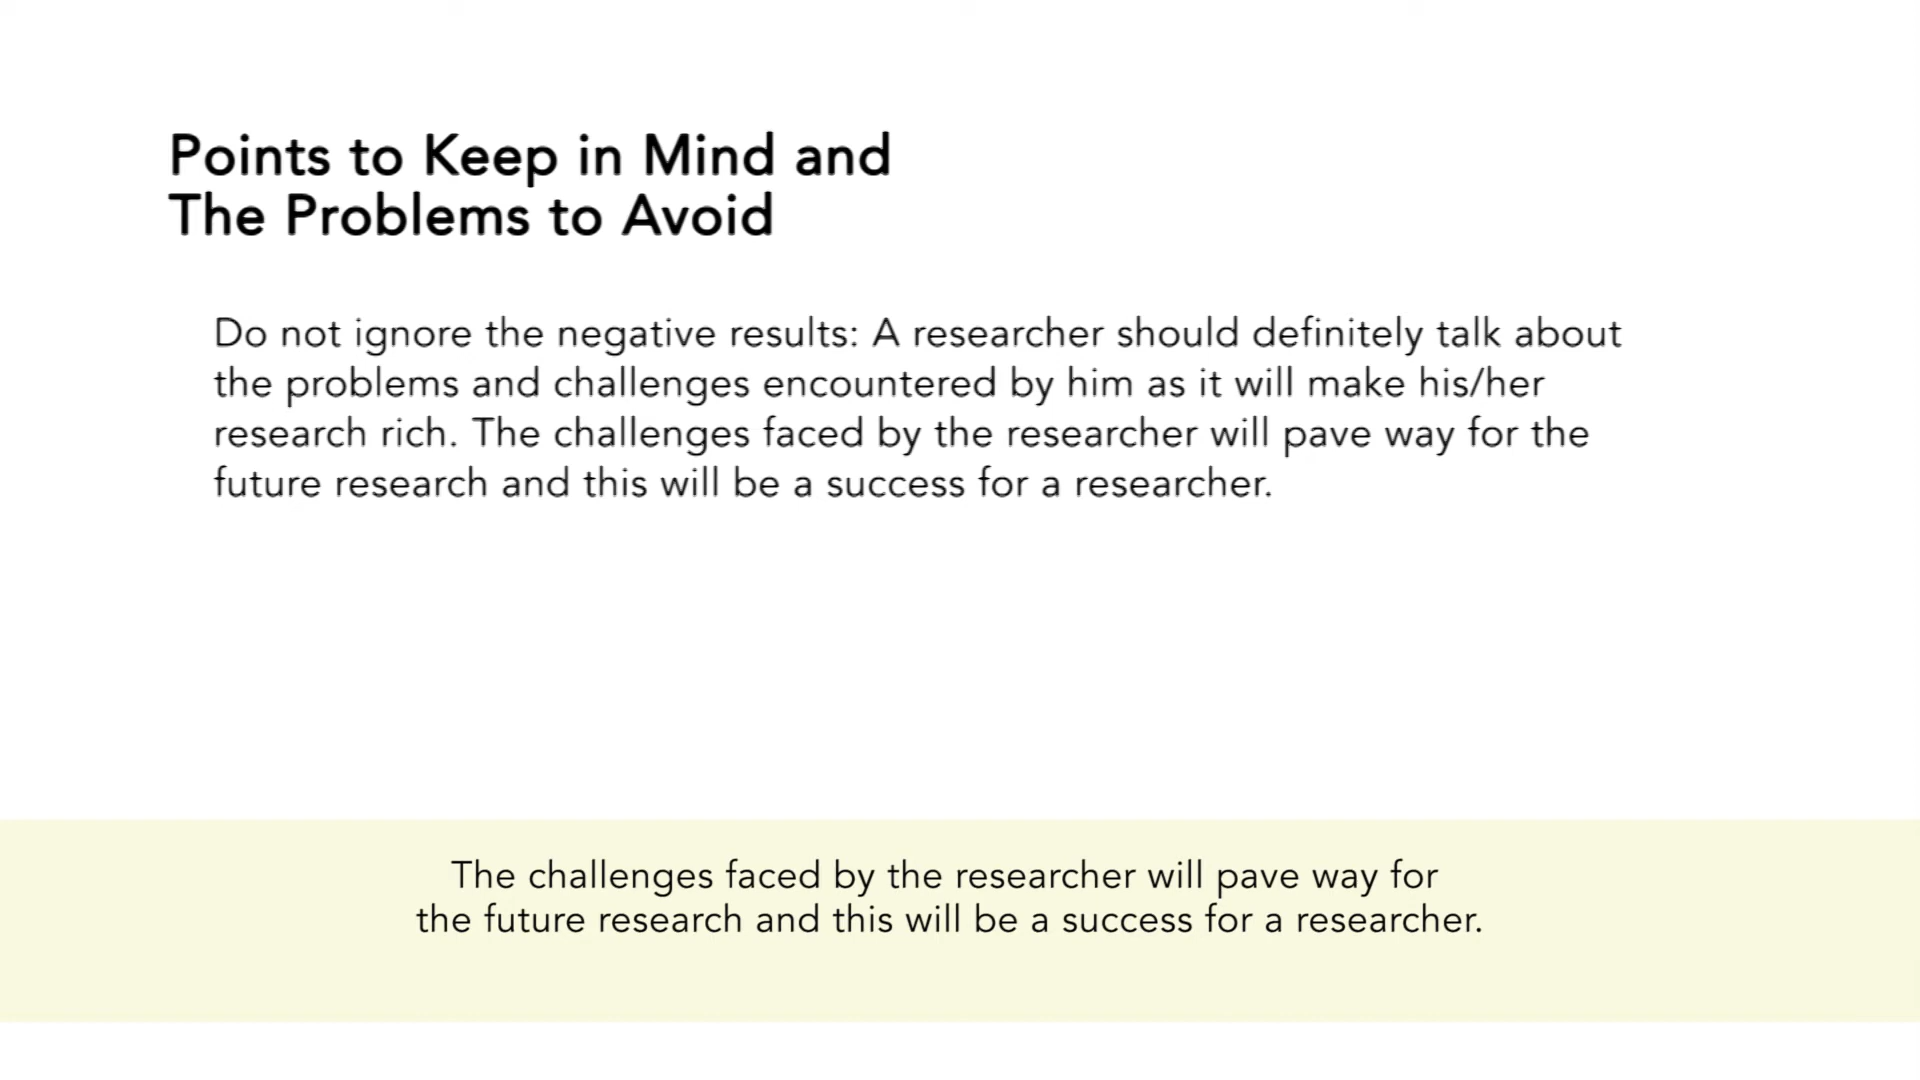 Points to Keep in Mind and
The Problems to Avoid
Do not ignore the negative results: A researcher should definitely talk about
the problems and challenges encountered by him as it will make his/her
research rich. The challenges faced by the researcher will pave way for the
future research and this will be a success for a researcher.
The challenges faced by the researcher will pave way for
the future research and this will be a success for a researcher.